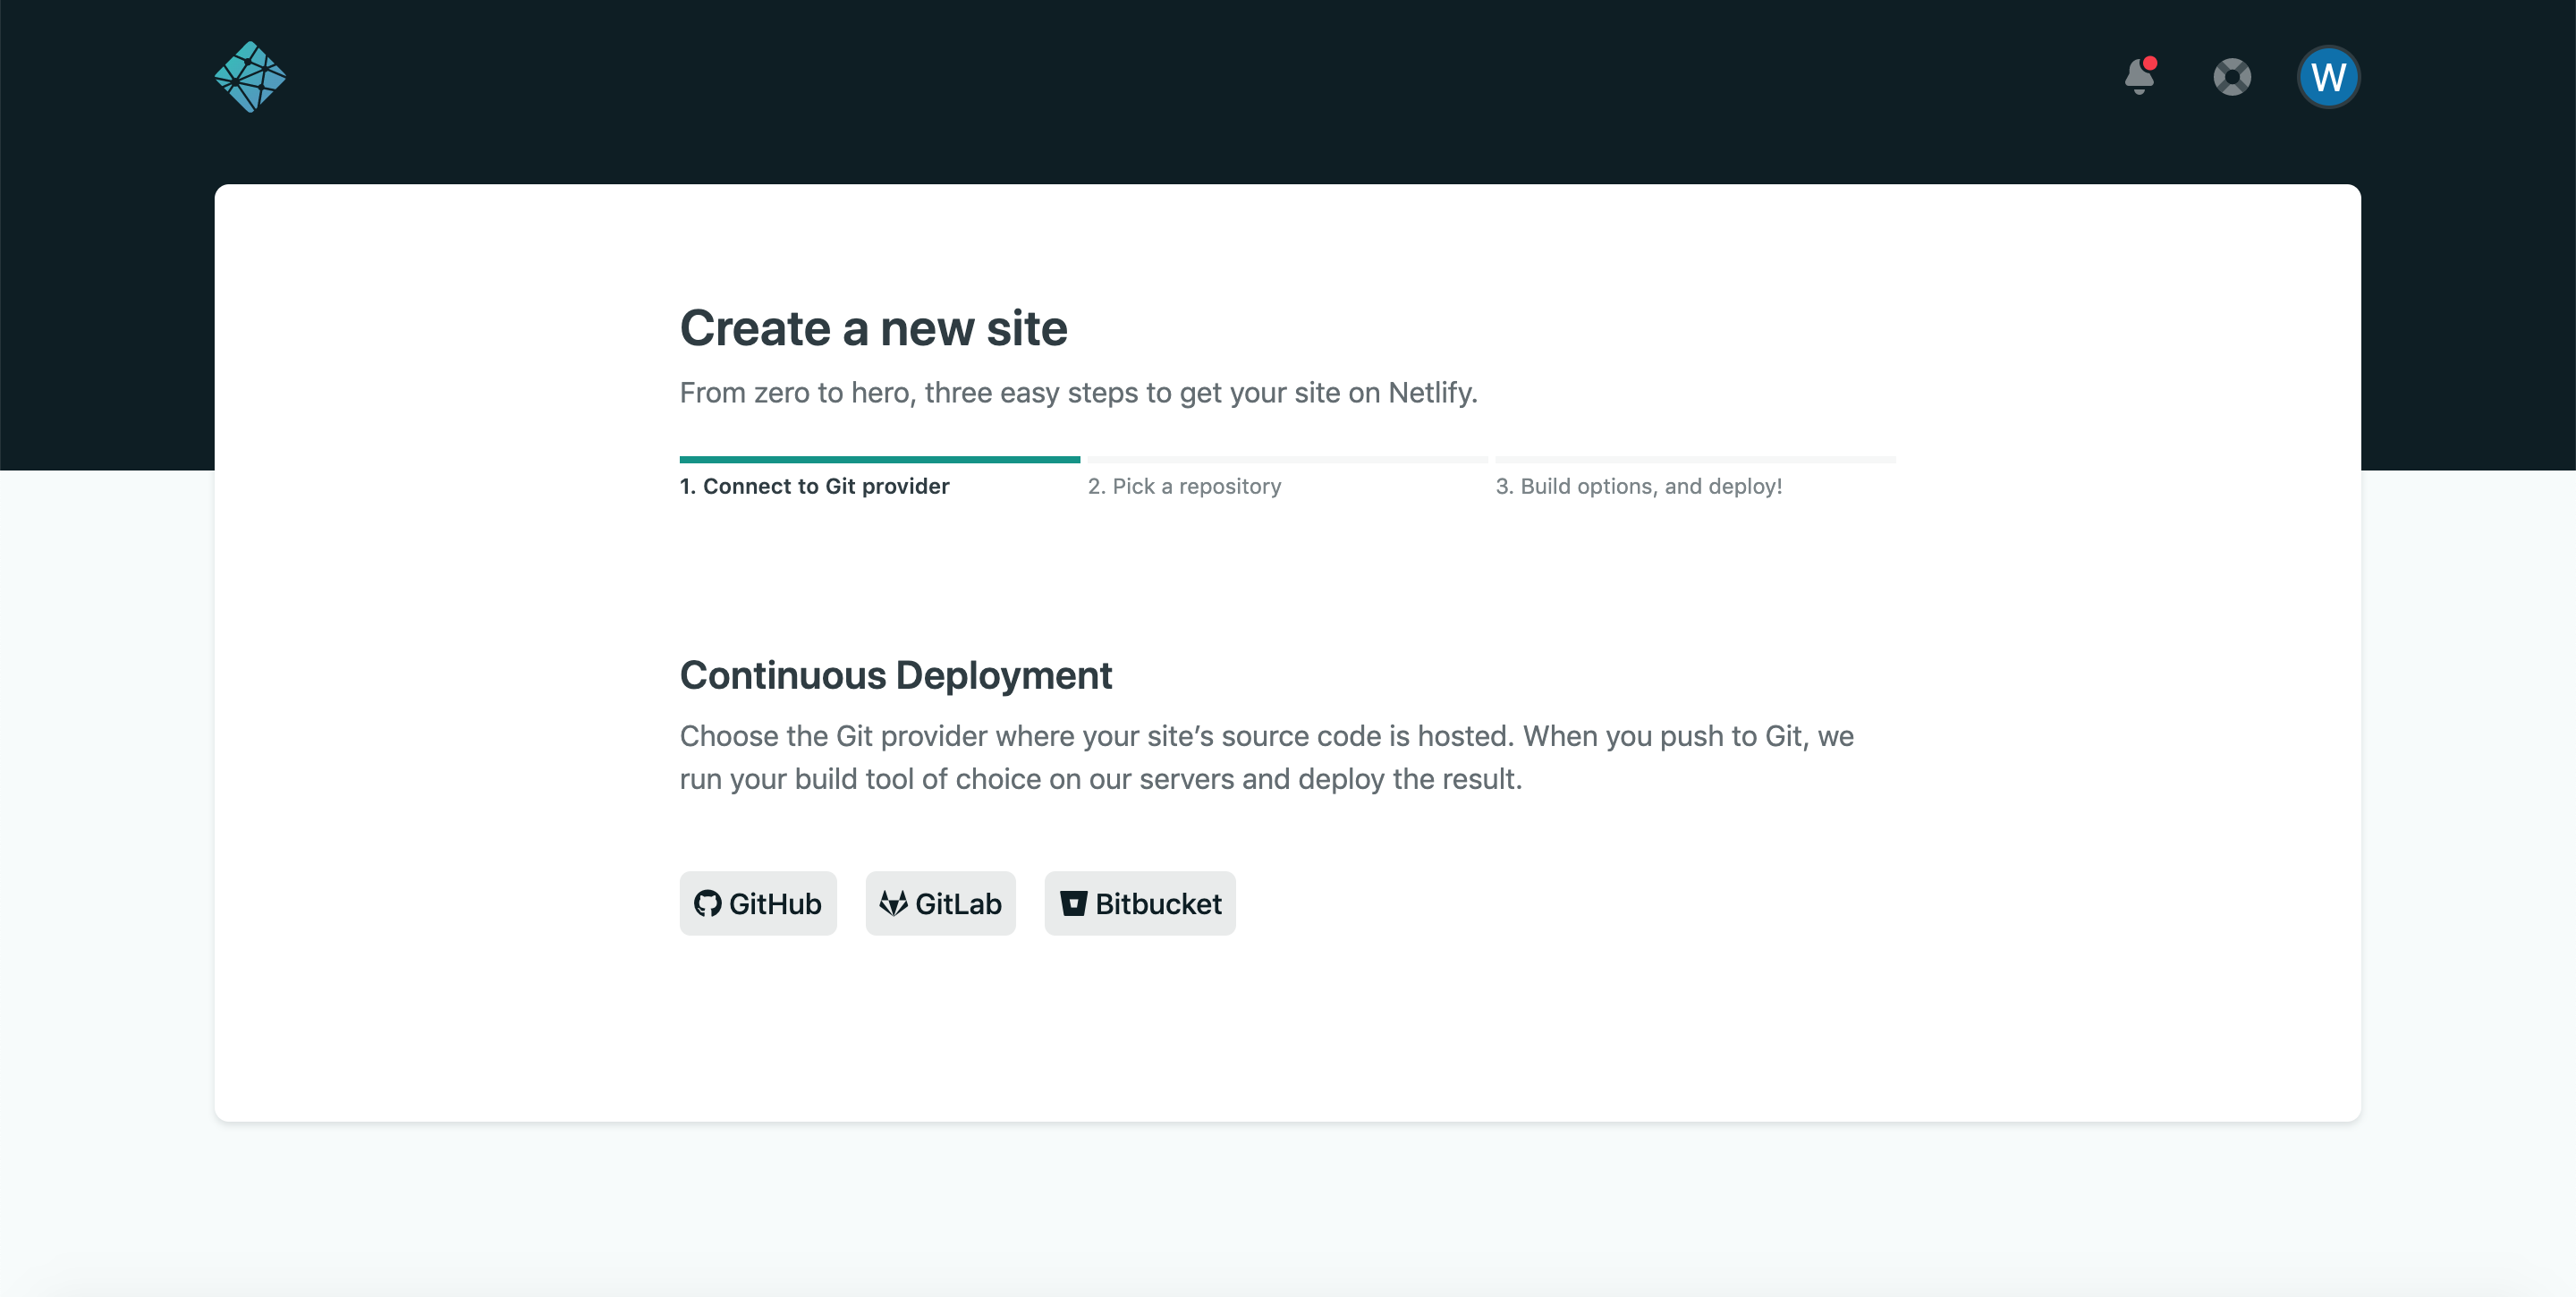 W
Create a new site
From zero to hero, three easy steps to get your site on Netlify.
1. Connect to Git provider
2. Pick a repository
3. Build options, and deploy!
Continuous Deployment
Choose the Git provider where your site’s source code is hosted. When you push to Git, we
run your build tool of choice on our servers and deploy the result.
GitHub
GitLab
Bitbucket